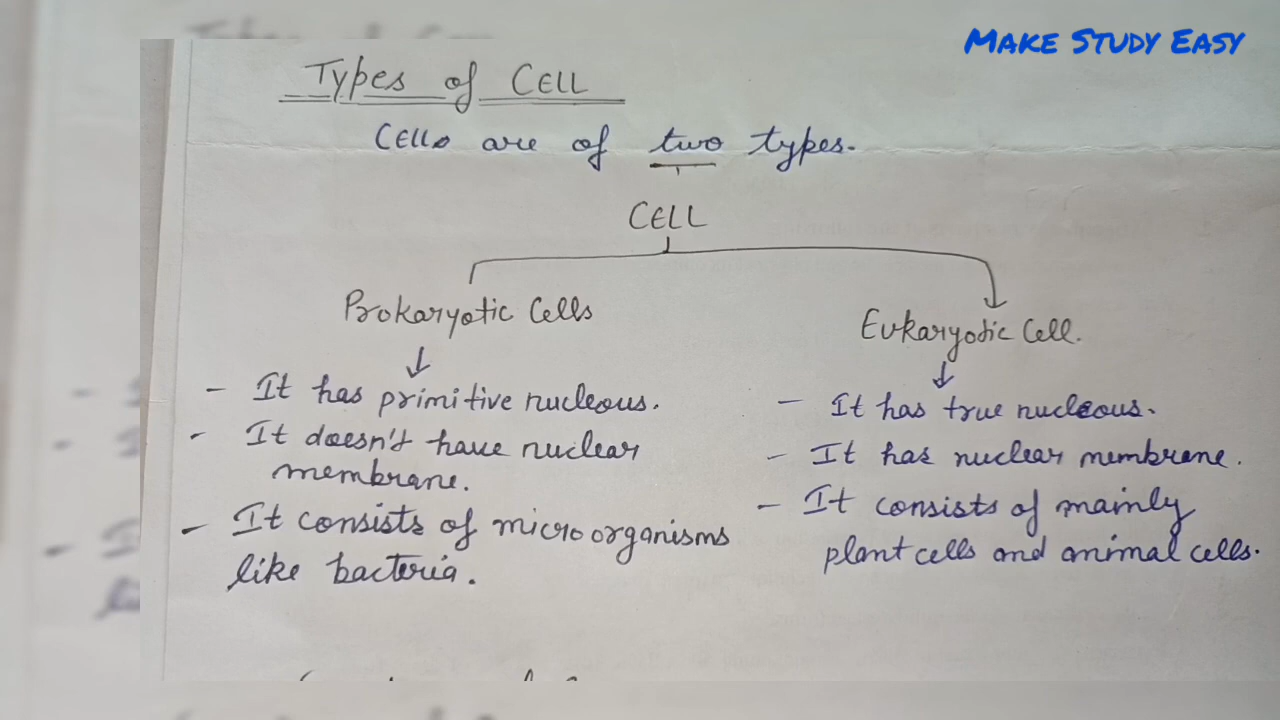 Make Study Easy
Types of Cell
Cells are of two types.
CELL
Prokaryotic Cells
- It has primitive nucleous.
- It doesn't have nuclear
membrane.
- It consists of micro organisms
like bacteria.
Eukaryotic Cell.
- It has true nucleous.
- It has nuclear membrane.
- It consists of mainly
plant cells and animal cells.